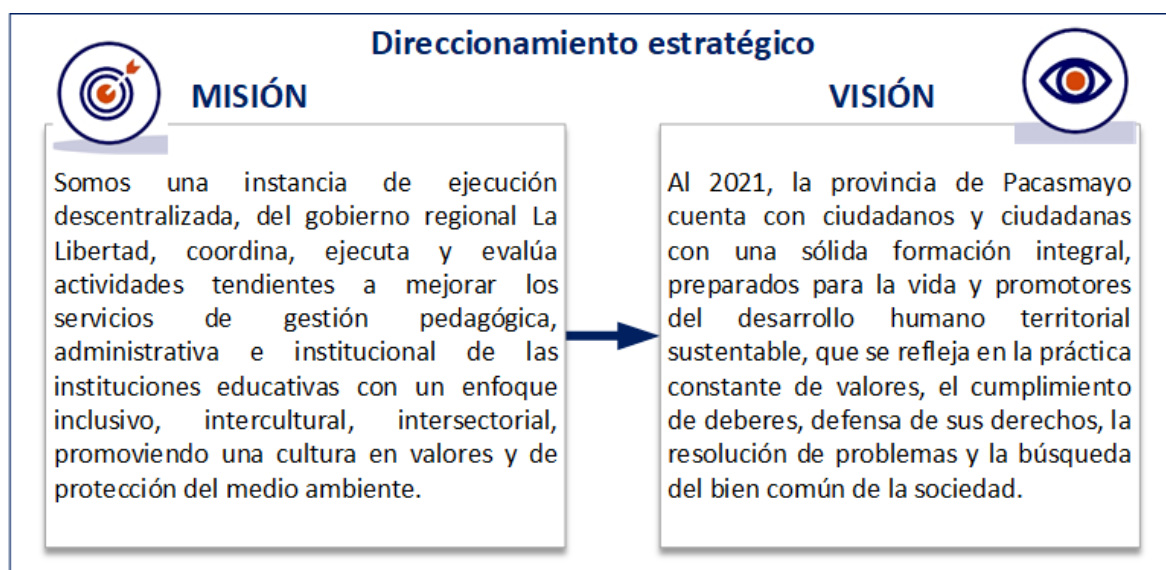 Direccionamiento estratégico
MISIÓN
Somos una instancia de ejecución
descentralizada, del gobierno regional La
Libertad, coordina, ejecuta y evalúa
actividades tendientes a mejorar los
servicios de gestión pedagógica,
administrativa e institucional de las
instituciones educativas con un enfoque
inclusivo, intercultural, intersectorial,
promoviendo una cultura en valores y de
protección del medio ambiente.
VISIÓN
Al 2021, la provincia de Pacasmayo
cuenta con ciudadanos y ciudadanas
con una sólida formación integral,
preparados para la vida y promotores
del desarrollo humano territorial
sustentable, que se refleja en la práctica
constante de valores, el cumplimiento
de deberes, defensa de sus derechos, la
resolución de problemas y la búsqueda
del bien común de la sociedad.